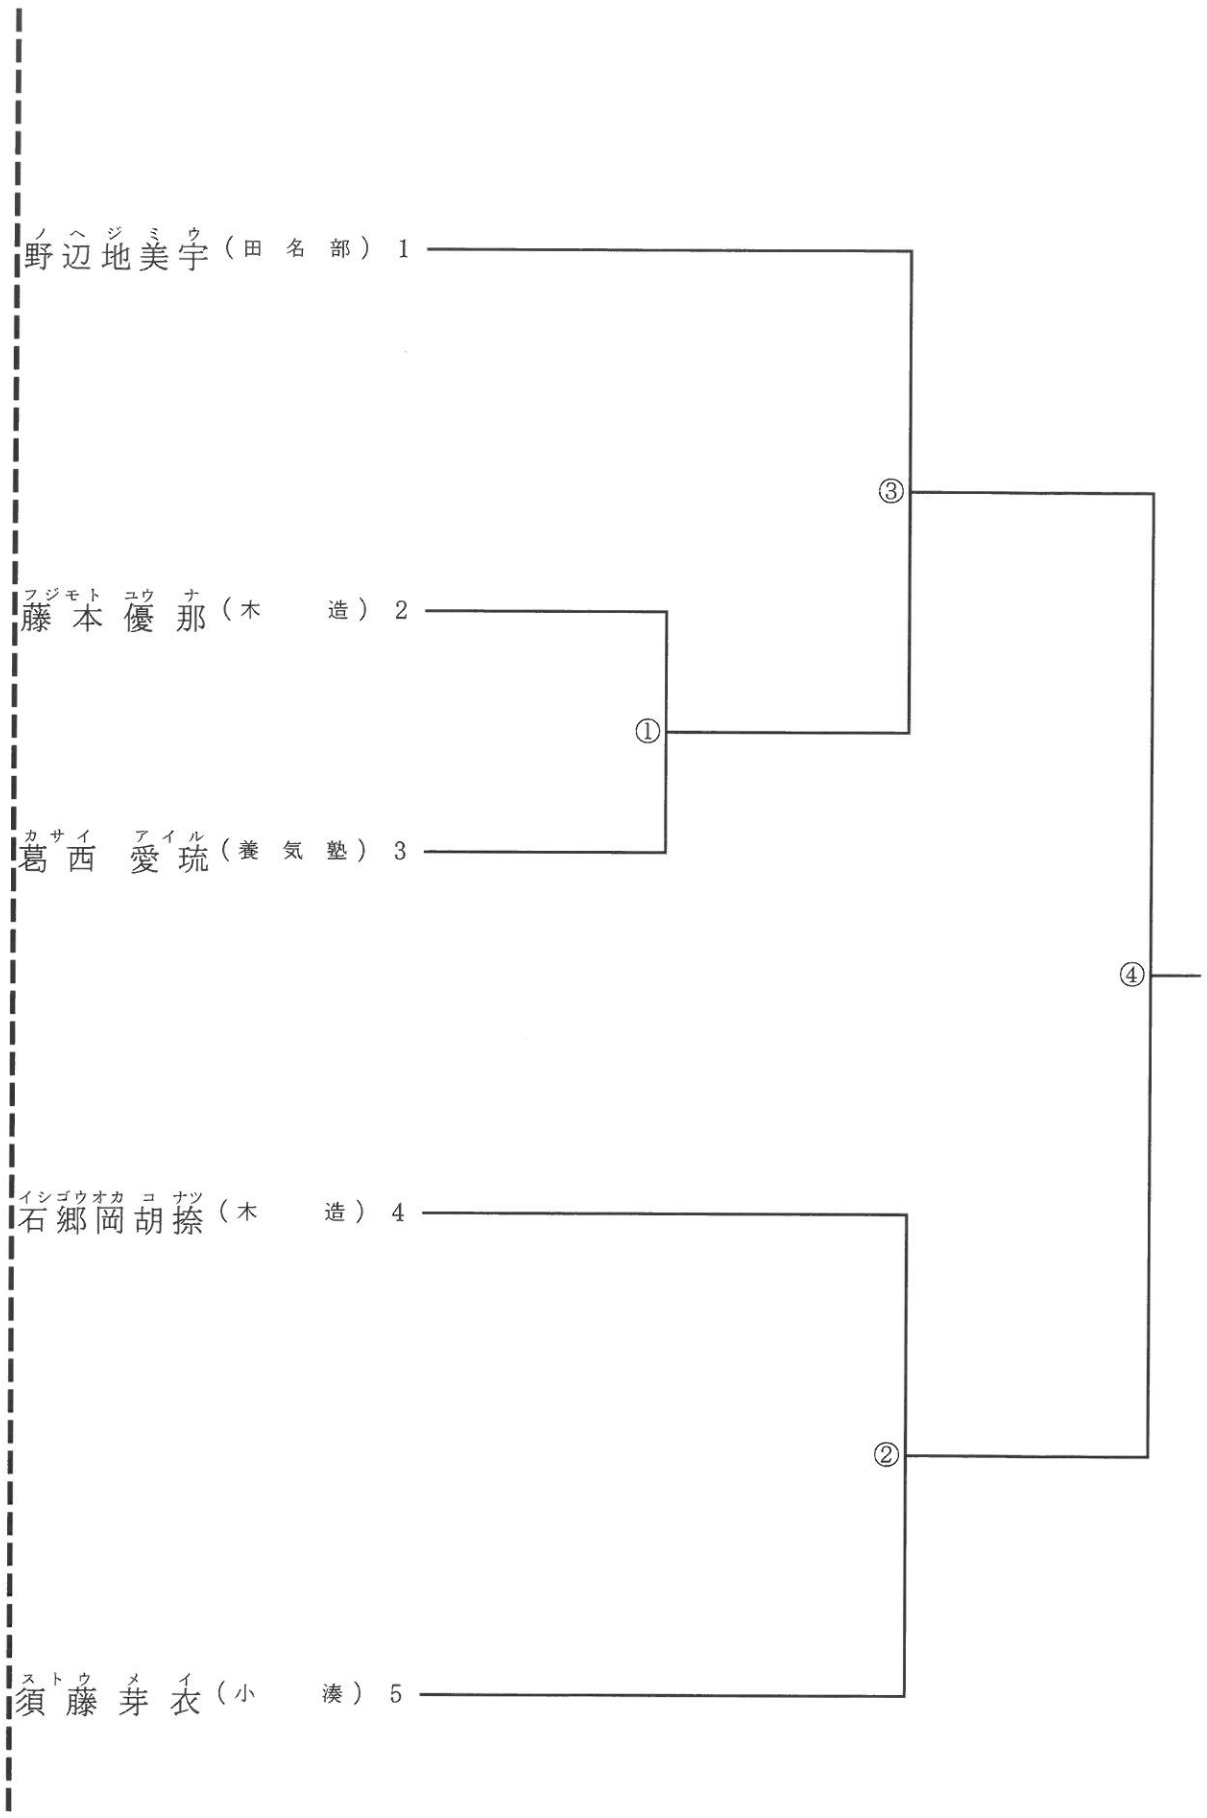 ノヘジミウ
野辺地美宇（田名部）1
③
フジモト ユウ ナ
藤本優那（木造）2
①
カサイ アイル
葛西 愛琉（養気塾）3
④
イシゴウオカ コ ナツ
石郷岡胡捺（木造）4
②
ストウ メイ
須藤芽衣（小湊）5